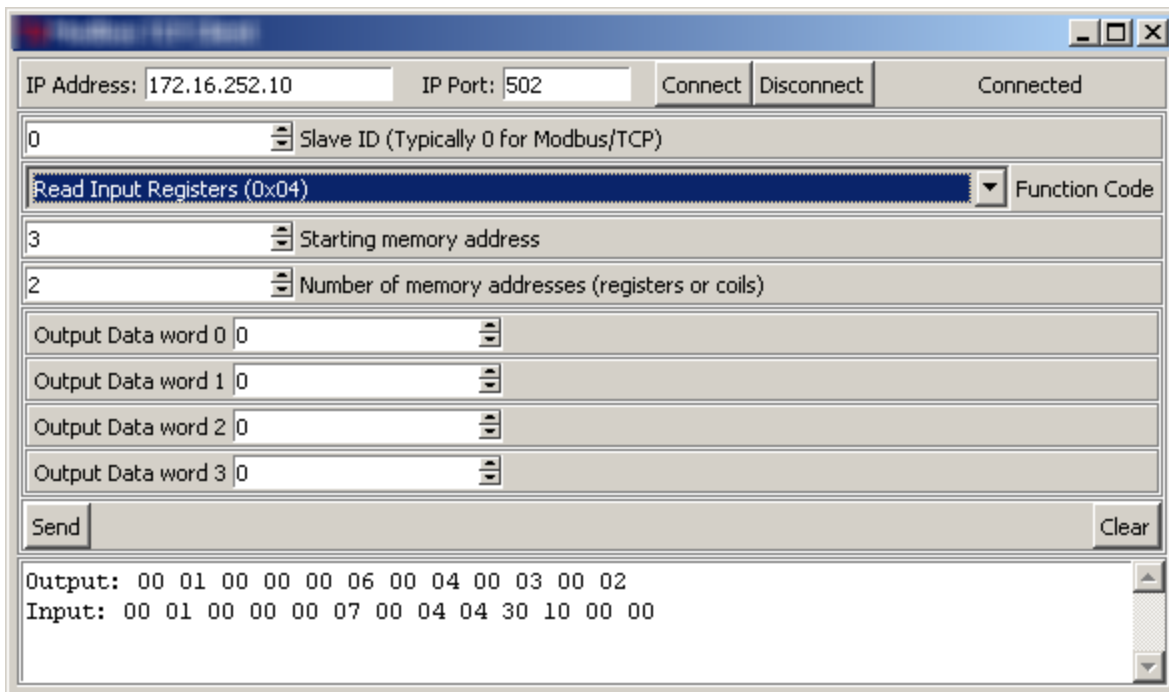 IP Address: 172.16.252.10 IP Port: 502 Connect Disconnect Connected
0 Slave ID (Typically 0 for Modbus/TCP)
Read Input Registers (0x04) Function Code
3 Starting memory address
2 Number of memory addresses (registers or coils)
Output Data word 0 0
Output Data word 1 0
Output Data word 2 0
Output Data word 3 0
Send Clear
Output: 00 01 00 00 00 06 00 04 00 03 00 02
Input: 00 01 00 00 00 07 00 04 04 30 10 00 00